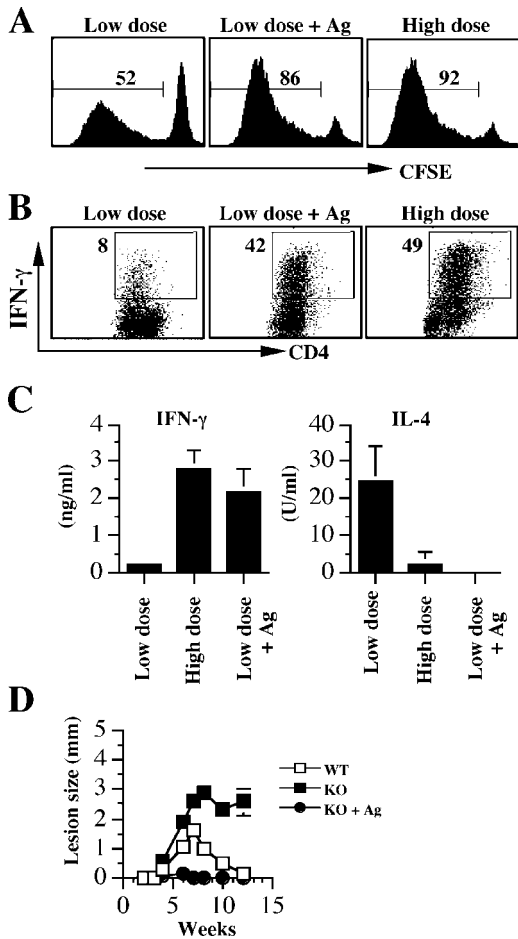 A
Low dose
Low dose + Ag
High dose
52
86
92
CFSE
B
Low dose
Low dose + Ag
High dose
8
42
49
IFN-γ
CD4
C
IFN-γ
IL-4
(ng/ml)
4
3
2
1
0
(U/ml)
40
30
20
10
0
Low dose
High dose
Low dose
+ Ag
Low dose
High dose
Low dose
+ Ag
D
Lesion size (mm)
5
4
3
2
1
0
WT
KO
KO + Ag
0
5
10
15
Weeks